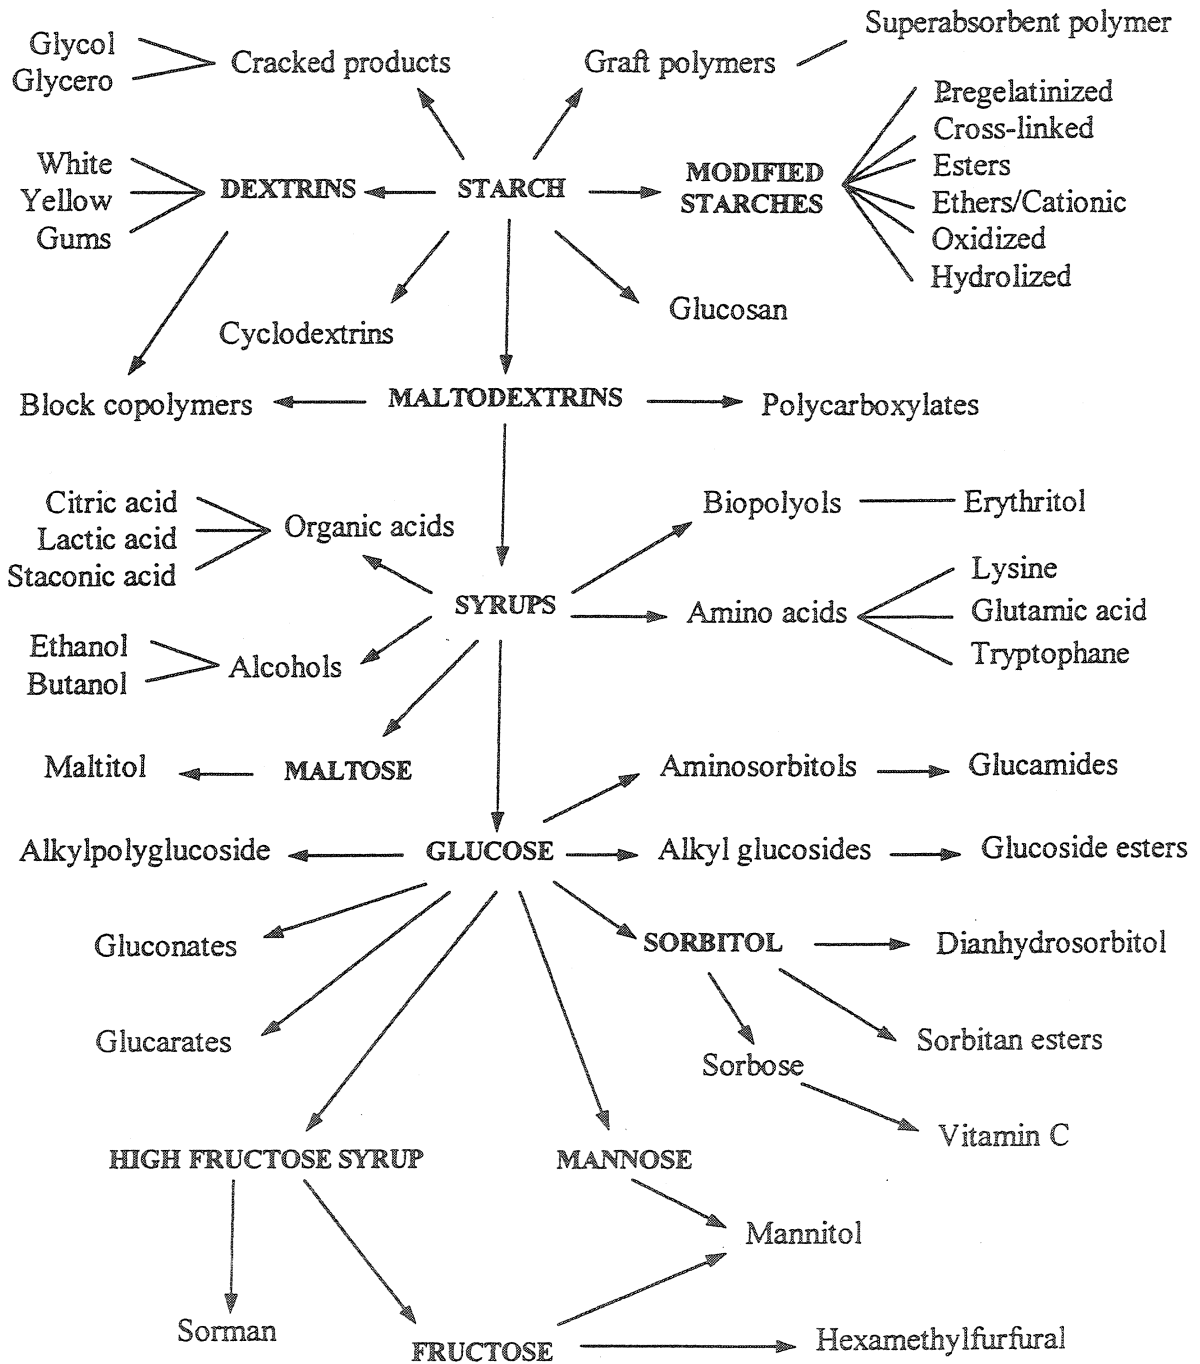 Superabsorbent polymer
Glycol
Glycero
Cracked products
Graft polymers
Pregelatinized
Cross-linked
Esters
Ethers/Cationic
Oxidized
Hydrolized
White
Yellow
Gums
DEXTRINS
STARCH
MODIFIED
STARCHES
Cyclodextrins
Glucosan
Block copolymers
MALTODEXTRINS
Polycarboxylates
Citric acid
Lactic acid
Staconic acid
Organic acids
Biopolyols
Erythritol
SYRUPS
Amino acids
Lysine
Glutamic acid
Tryptophane
Ethanol
Butanol
Alcohols
Maltitol
MALTOSE
Aminosorbitols
Glucamides
Alkylpolyglucoside
GLUCOSE
Alkyl glucosides
Glucoside esters
Gluconates
SORBITOL
Dianhydrosorbitol
Glucarates
Sorbose
Sorbitan esters
Vitamin C
HIGH FRUCTOSE SYRUP
MANNOSE
Mannitol
Sorman
FRUCTOSE
Hexamethylfurfural